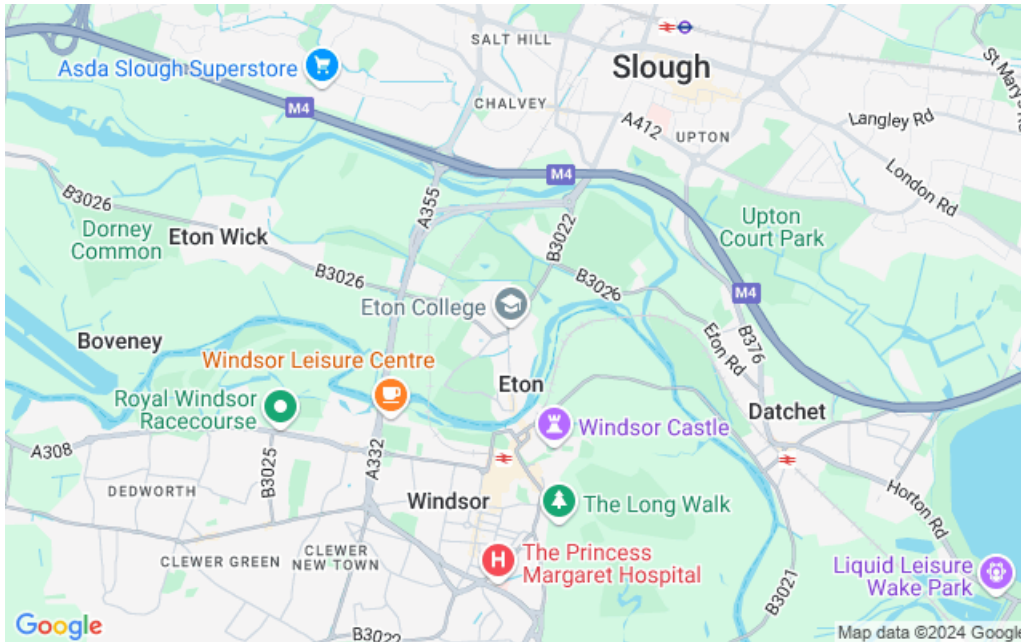 SALT HILL
Slough
Asda Slough Superstore
St Mary's Rd
M4
CHALVEY
A412
UPTON
Langley Rd
M4
London Rd
B3026
A355
Dorney
Common
Eton Wick
B3022
Upton
Court Park
B3026
B3026
M4
Eton College
Eton Rd
B376
Boveney
Windsor Leisure Centre
Eton
Royal Windsor
Racecourse
Datchet
Windsor Castle
A308
A332
B3025
DEDWORTH
Windsor
The Long Walk
Horton Rd
CLEWER GREEN
CLEWER
NEW TOWN
The Princess
Margaret Hospital
Liquid Leisure
Wake Park
B3021
Google
B3022
Map data ©2024 Google